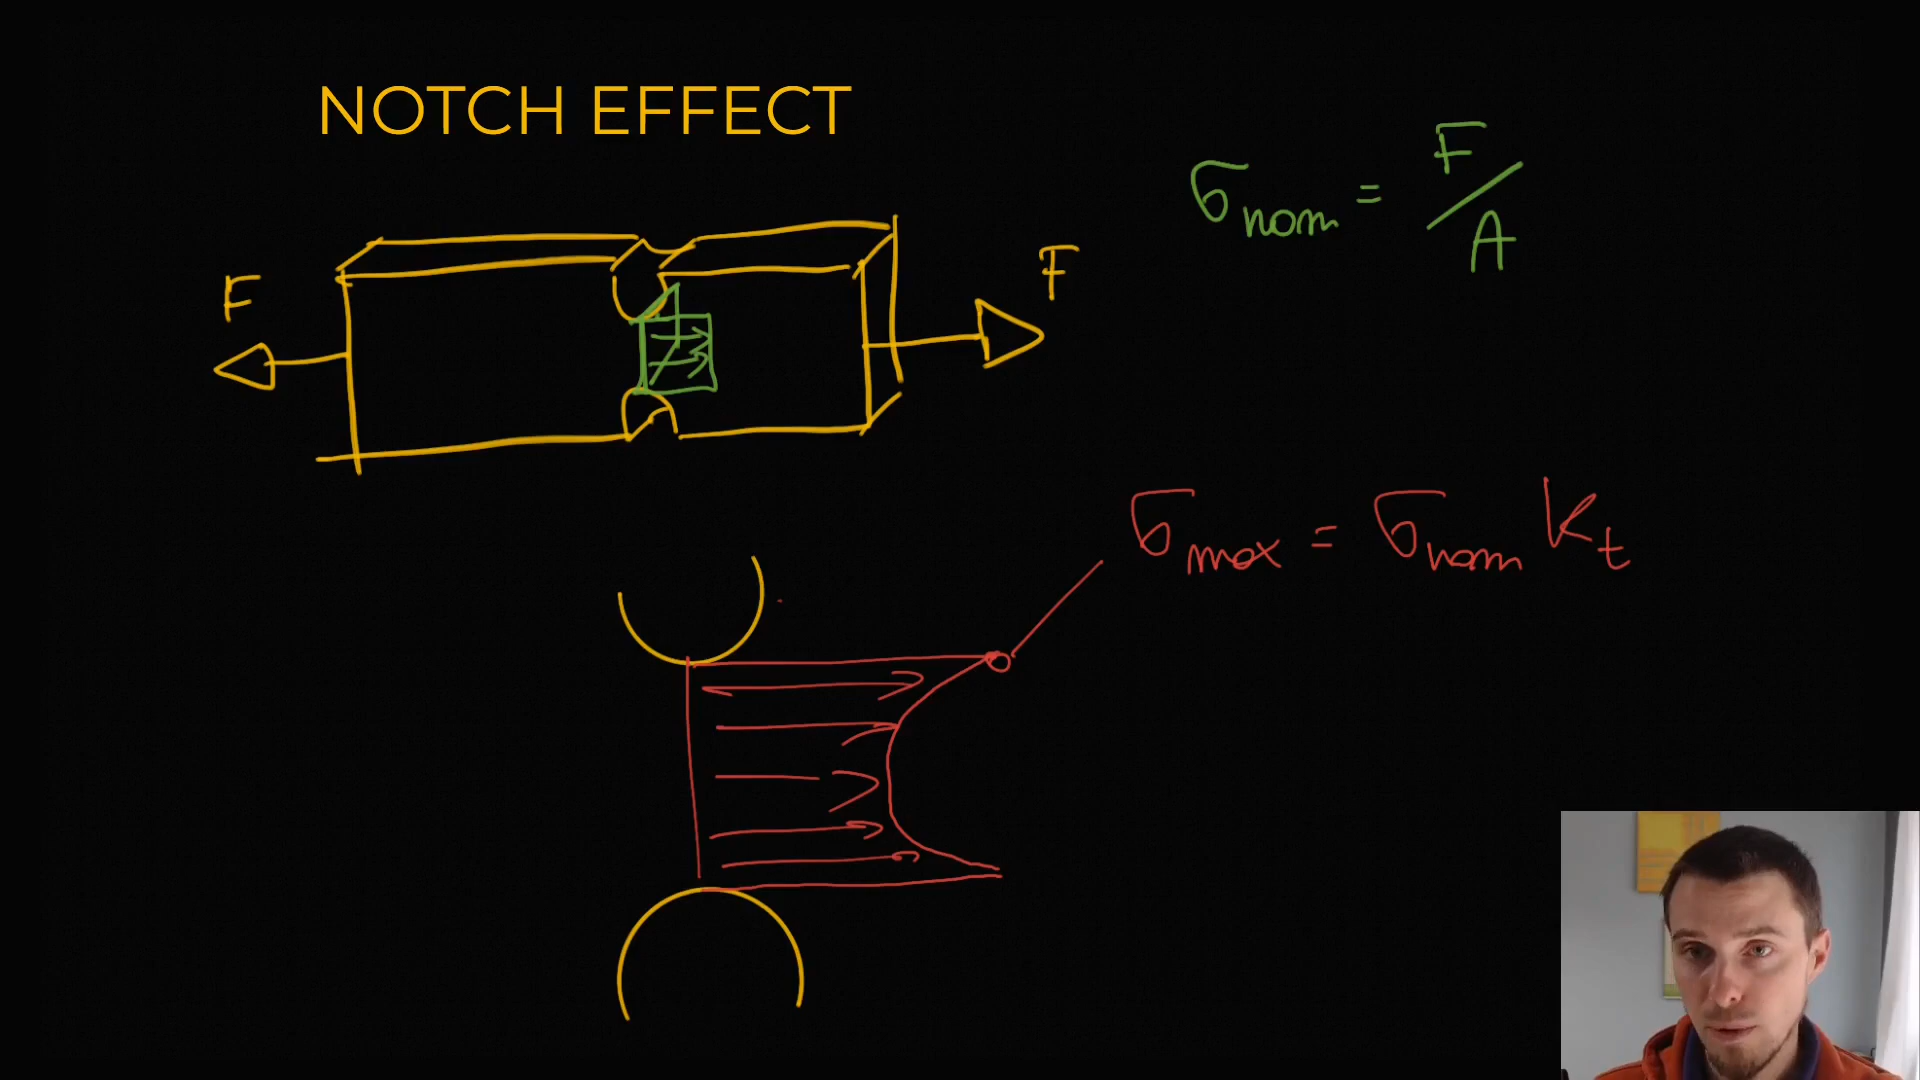 NOTCH EFFECT
σnom = F/A
F
F
σmax = σnom Kt